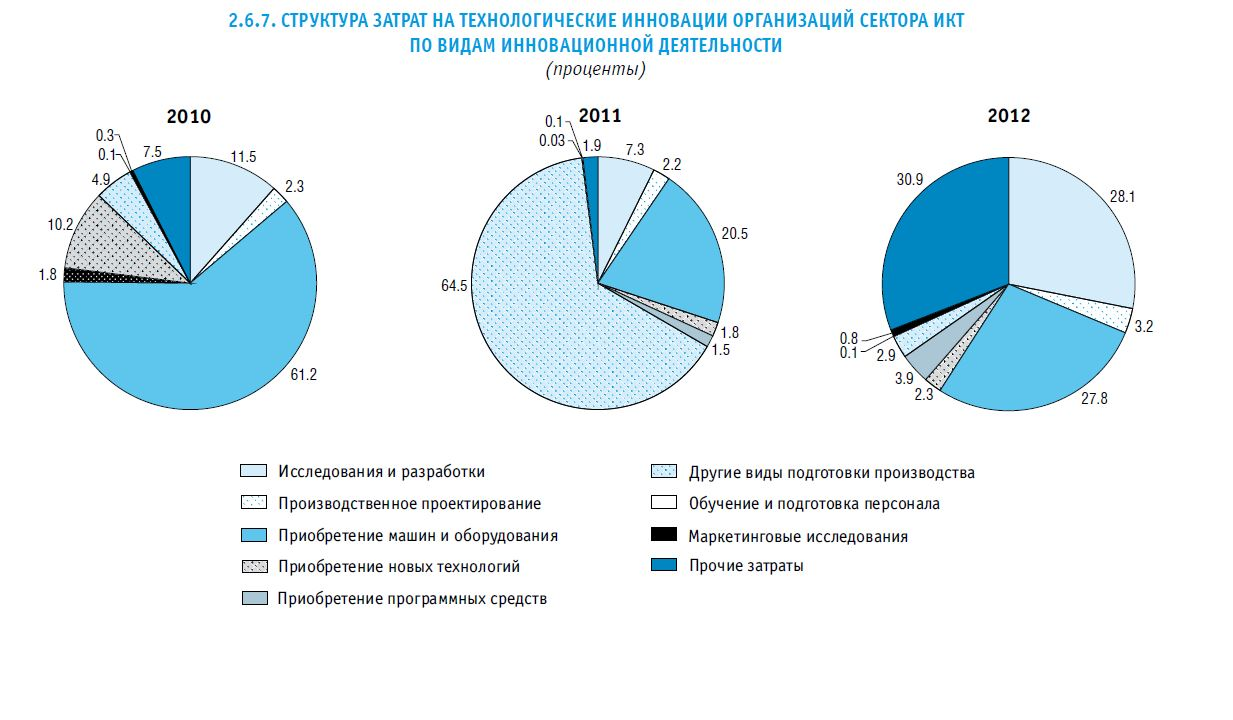 2.6.7. СТРУКТУРА ЗАТРАТ НА ТЕХНОЛОГИЧЕСКИЕ ИННОВАЦИИ ОРГАНИЗАЦИЙ СЕКТОРА ИКТ
ПО ВИДАМ ИННОВАЦИОННОЙ ДЕЯТЕЛЬНОСТИ
(проценты)
2010
0.3
0.1
7.5
11.5
2.3
4.9
10.2
1.8
61.2
2011
0.1
0.03
1.9
7.3
2.2
20.5
64.5
1.8
1.5
2012
30.9
28.1
3.2
0.8
0.1
2.9
3.9
2.3
27.8
Исследования и разработки
Производственное проектирование
Приобретение машин и оборудования
Приобретение новых технологий
Приобретение программных средств
Другие виды подготовки производства
Обучение и подготовка персонала
Маркетинговые исследования
Прочие затраты